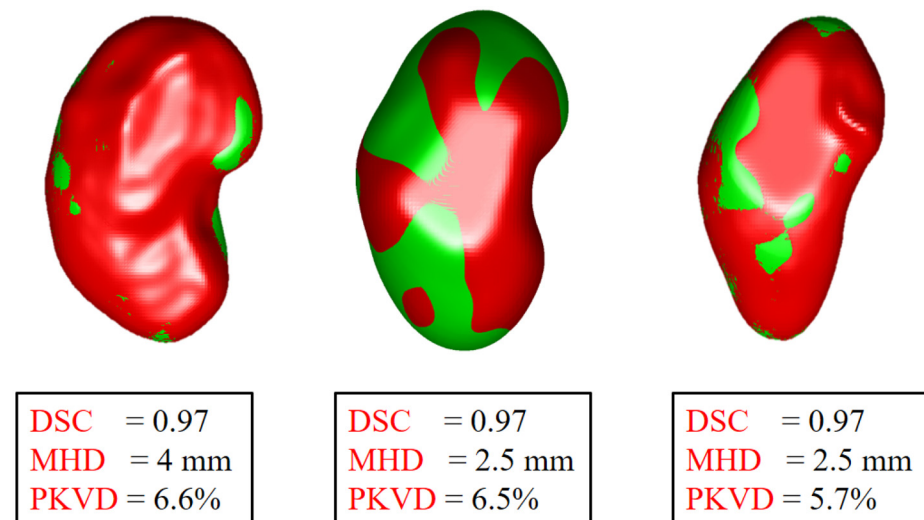 DSC = 0.97
MHD = 4 mm
PKVD = 6.6%
DSC = 0.97
MHD = 2.5 mm
PKVD = 6.5%
DSC = 0.97
MHD = 2.5 mm
PKVD = 5.7%